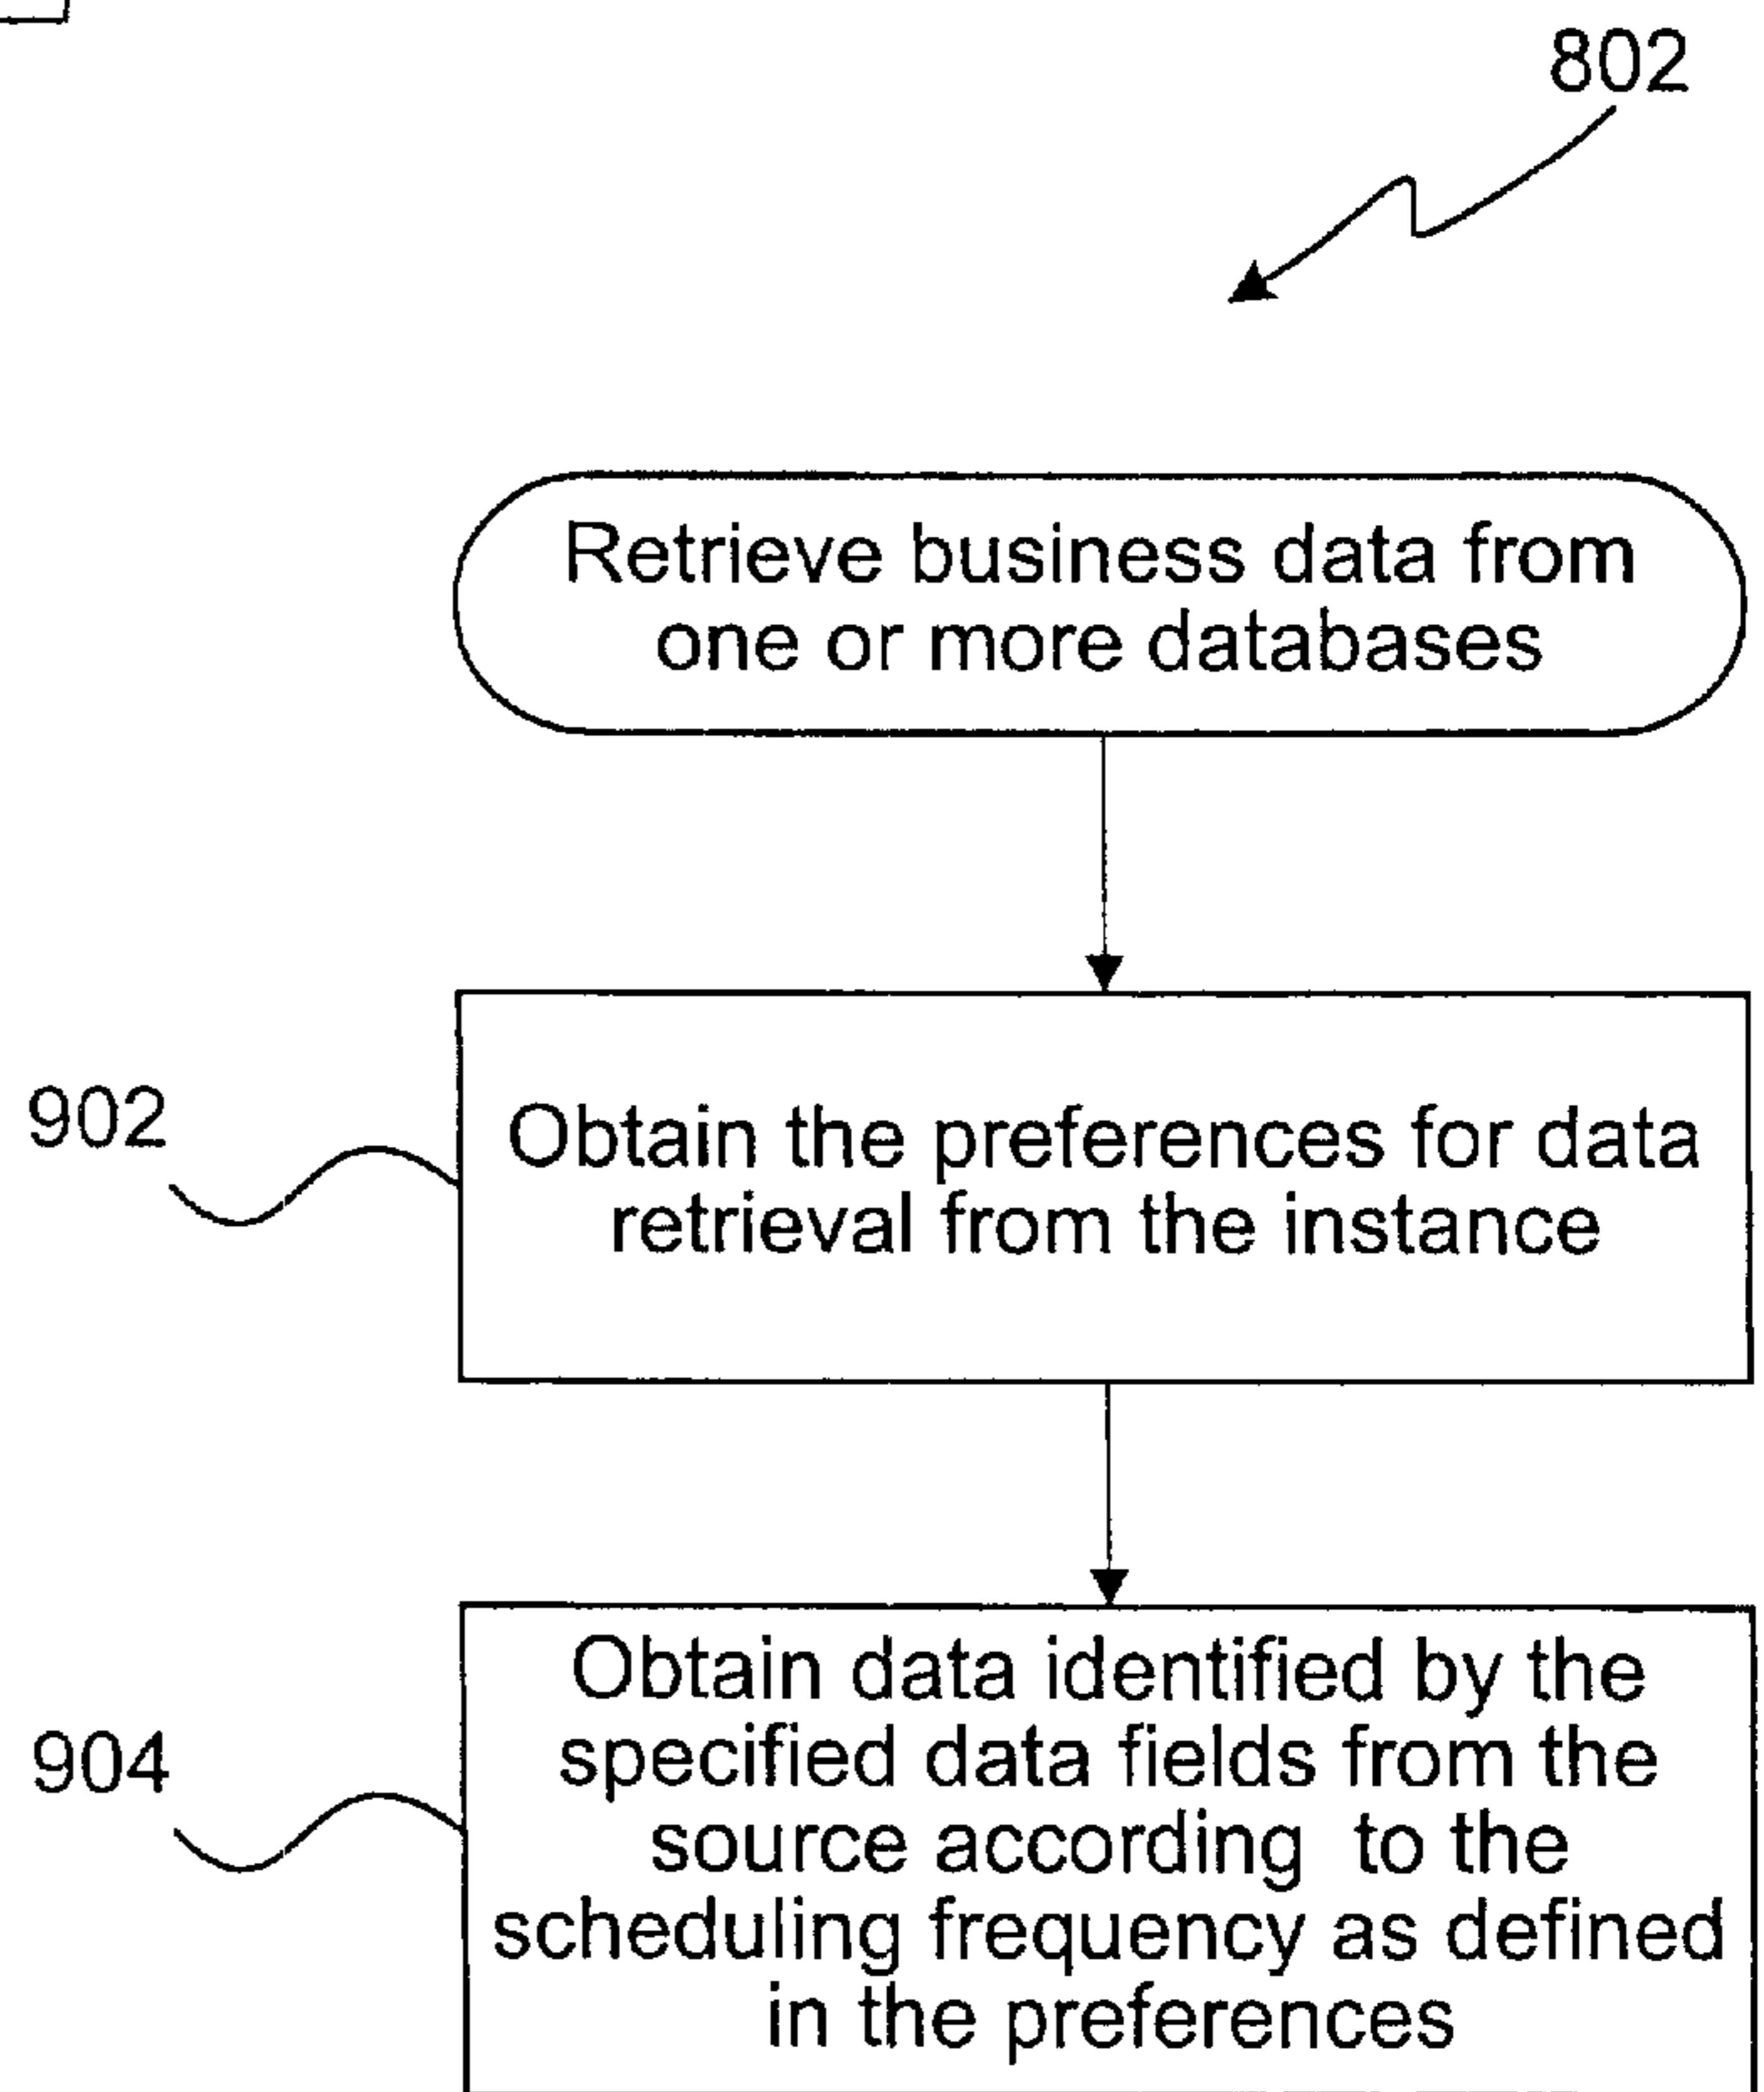 802
Retrieve business data from
one or more databases
902
Obtain the preferences for data
retrieval from the instance
904
Obtain data identified by the
specified data fields from the
source according to the
scheduling frequency as defined
in the preferences